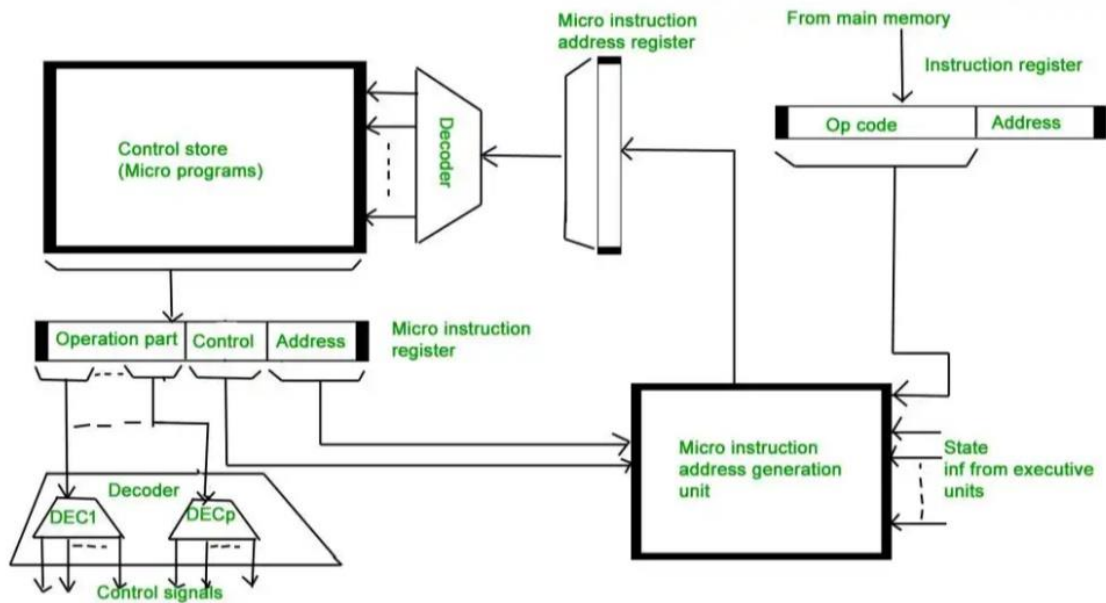 Micro instruction
address register
From main memory
Instruction register
Op code
Address
Control store
(Micro programs)
Decoder
Operation part
Control
Address
Micro instruction
register
Micro instruction
address generation
unit
State
inf from executive
units
Decoder
DEC1
DECp
Control signals